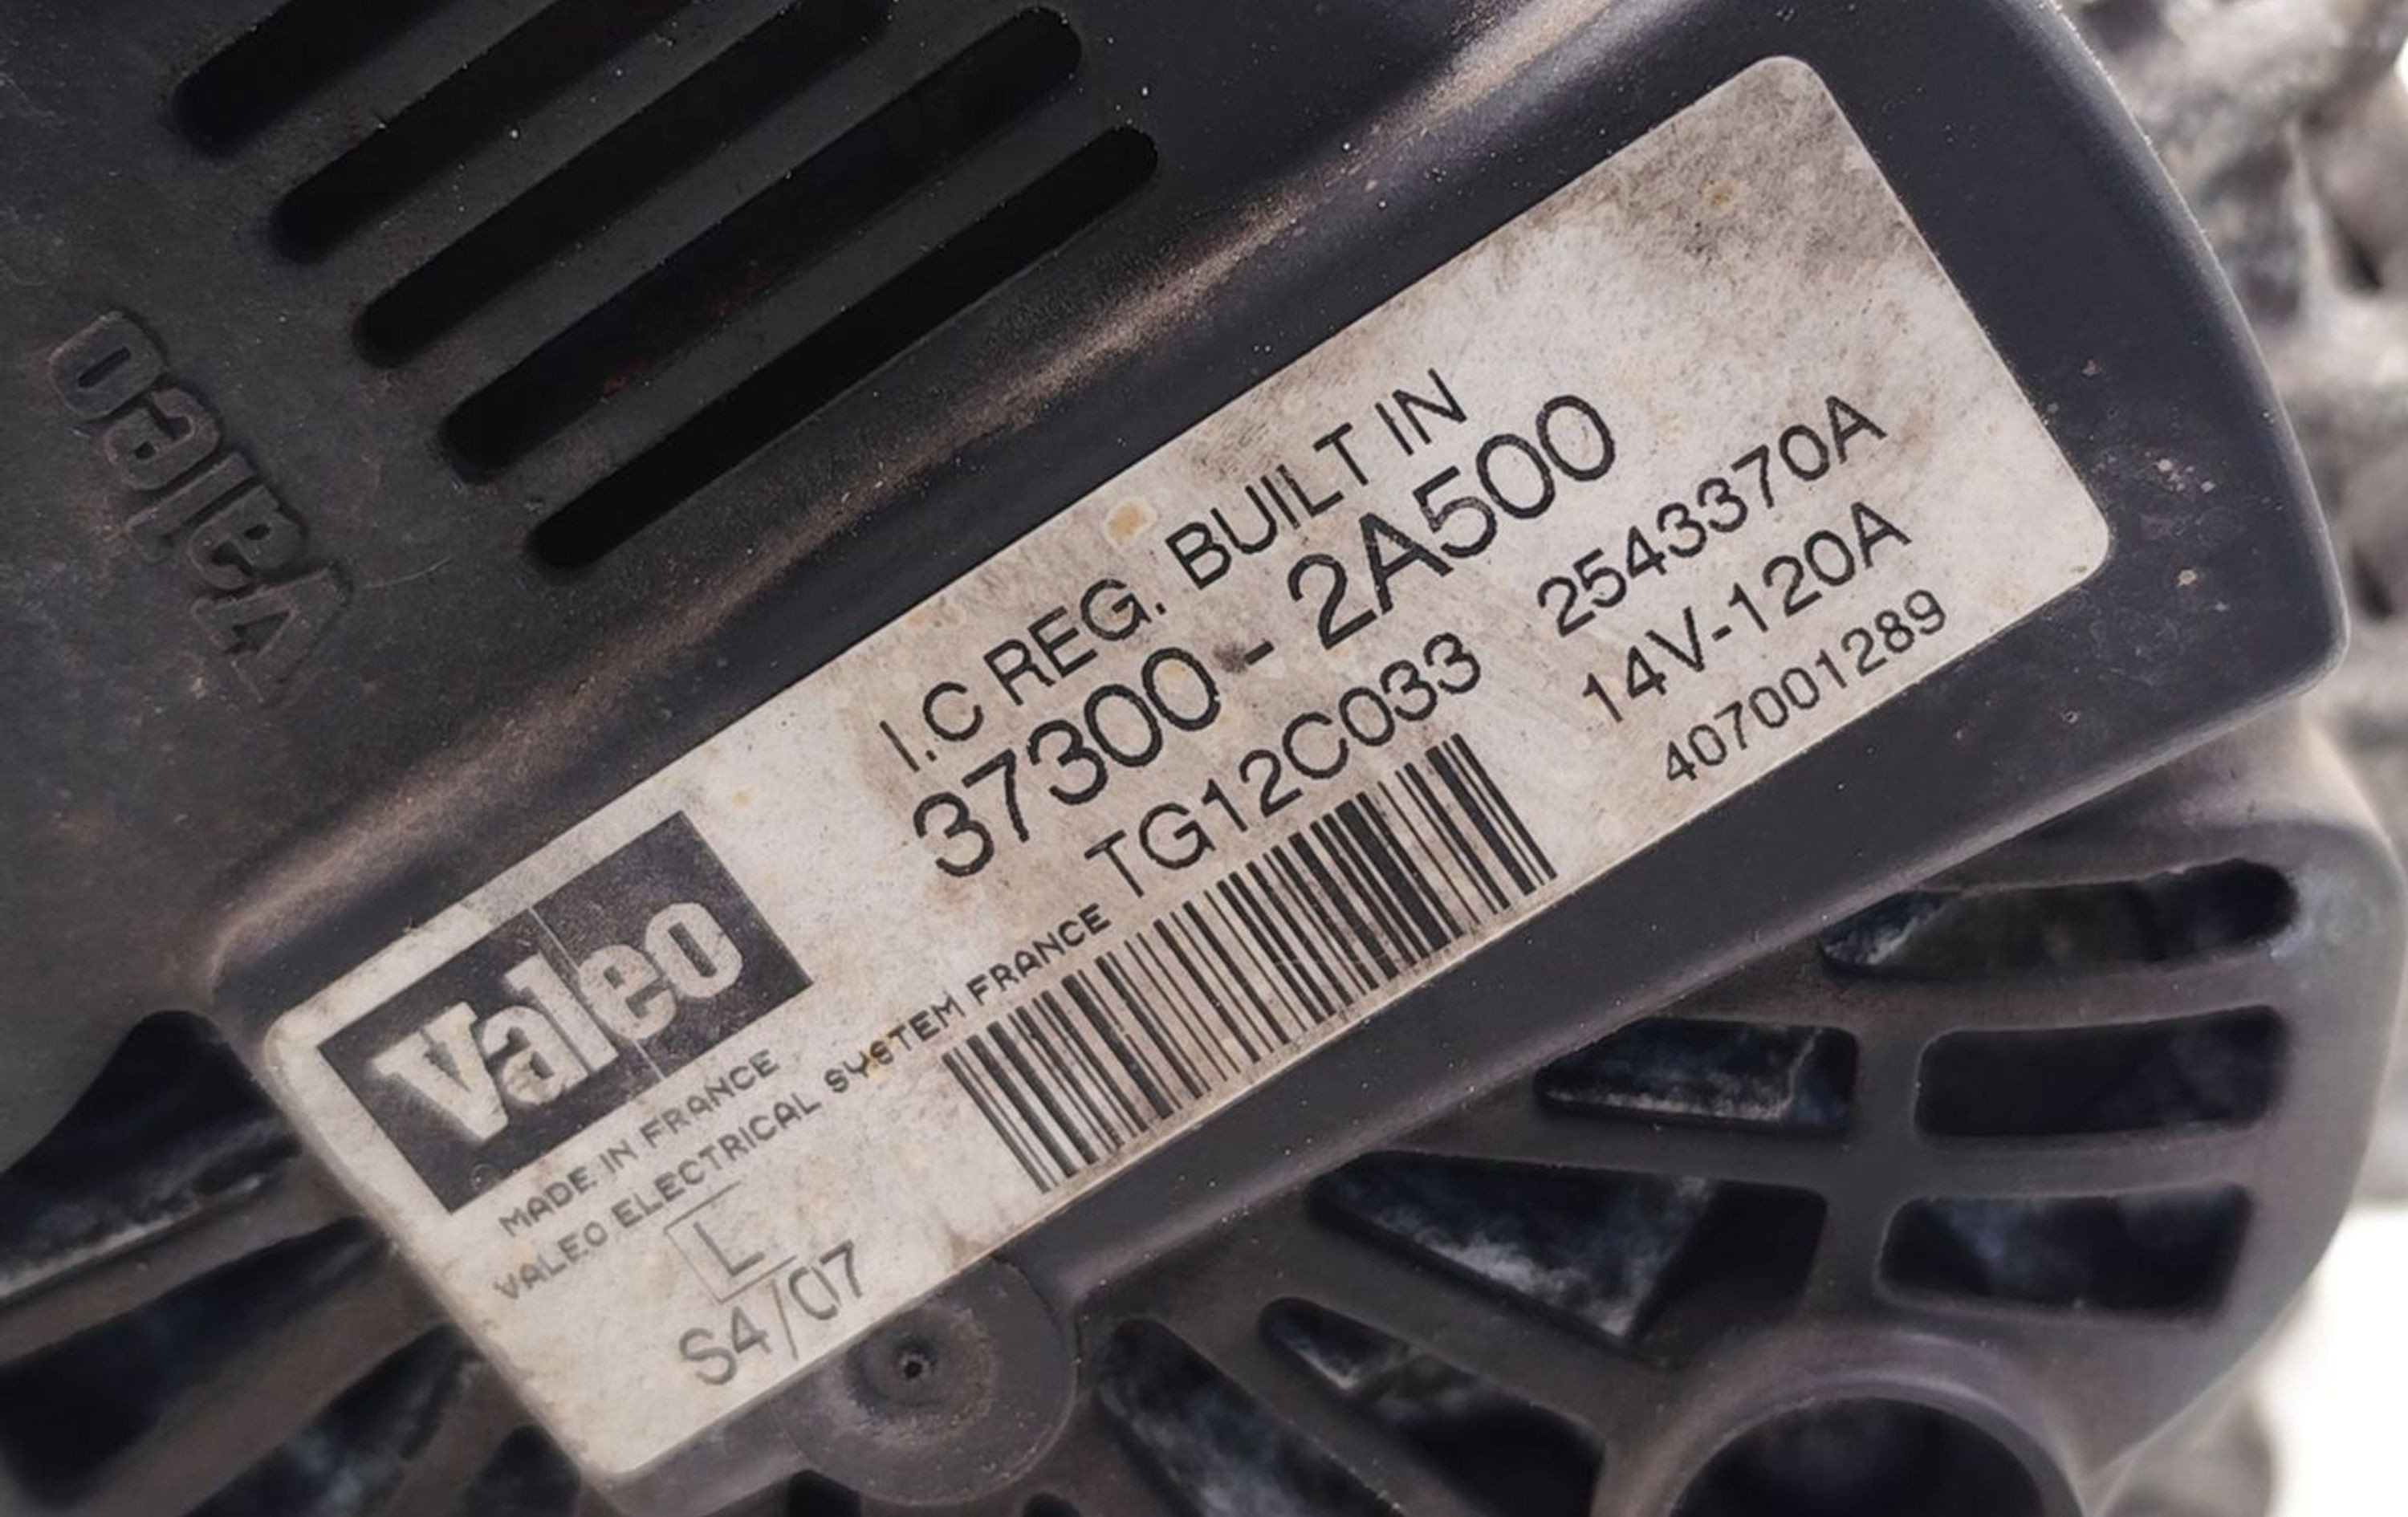 valeo
I.C REG. BUILT IN
37300 - 2A500
TG12C033 2543370A
14V-120A
407001289
Valeo
MADE IN FRANCE
VALEO ELECTRICAL SYSTEM FRANCE
L
S4/07